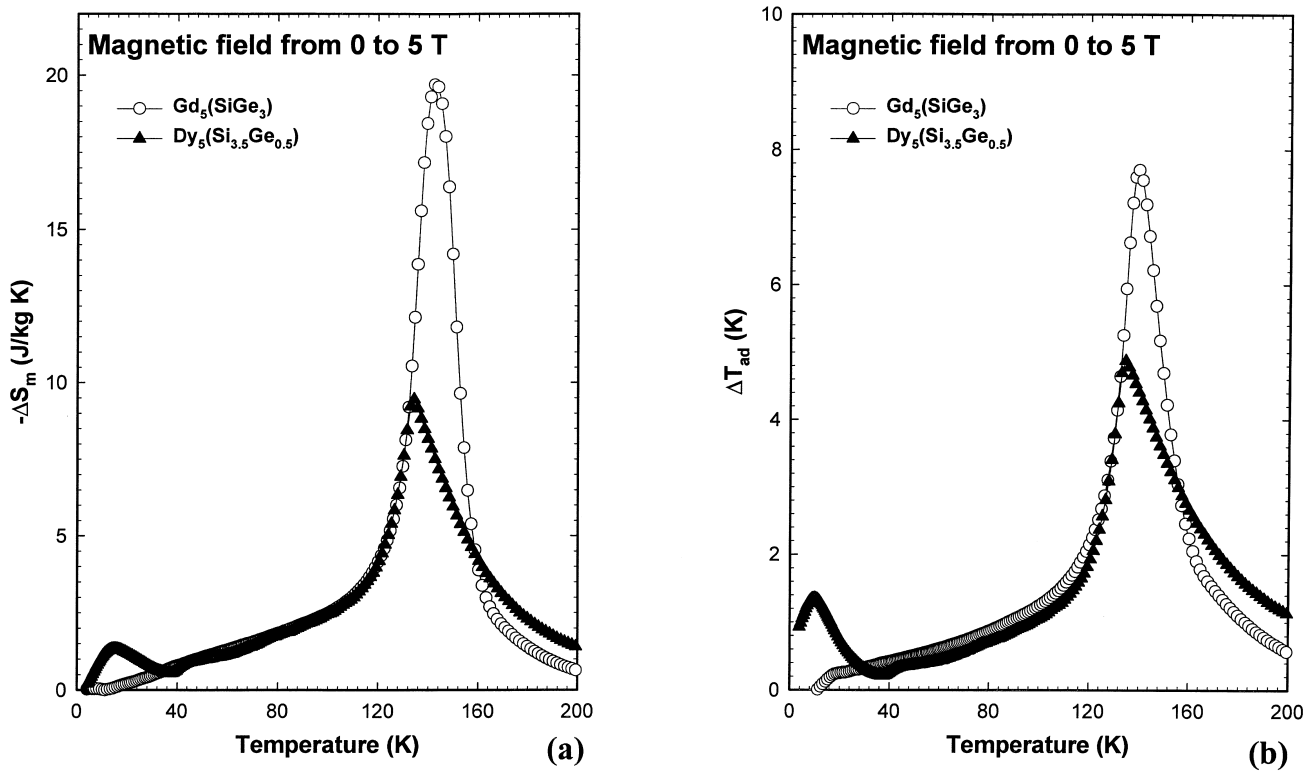 Magnetic field from 0 to 5 T
Gd₅(SiGe₃)
Dy₅(Si₃.₅Ge₀.₅)
-ΔSₘ (J/kg K)
20
15
10
5
0
0 40 80 120 160 200
Temperature (K)
(a)
Magnetic field from 0 to 5 T
Gd₅(SiGe₃)
Dy₅(Si₃.₅Ge₀.₅)
ΔT_ad (K)
10
8
6
4
2
0
0 40 80 120 160 200
Temperature (K)
(b)